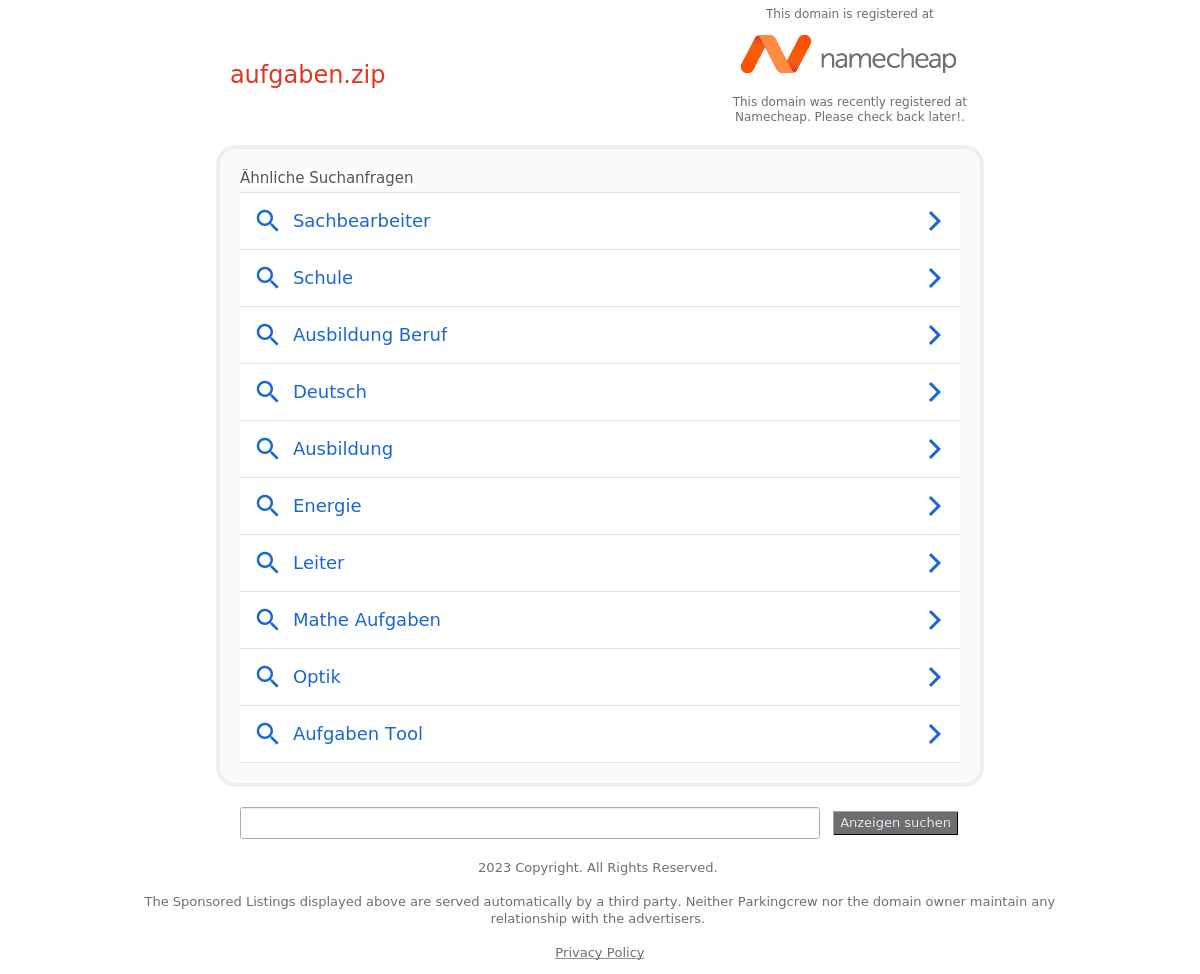 This domain is registered at
namecheap
aufgaben.zip
This domain was recently registered at
Namecheap. Please check back later!.
Ähnliche Suchanfragen
Sachbearbeiter
Schule
Ausbildung Beruf
Deutsch
Ausbildung
Energie
Leiter
Mathe Aufgaben
Optik
Aufgaben Tool
Anzeigen suchen
2023 Copyright. All Rights Reserved.
The Sponsored Listings displayed above are served automatically by a third party. Neither Parkingcrew nor the domain owner maintain any
relationship with the advertisers.
Privacy Policy